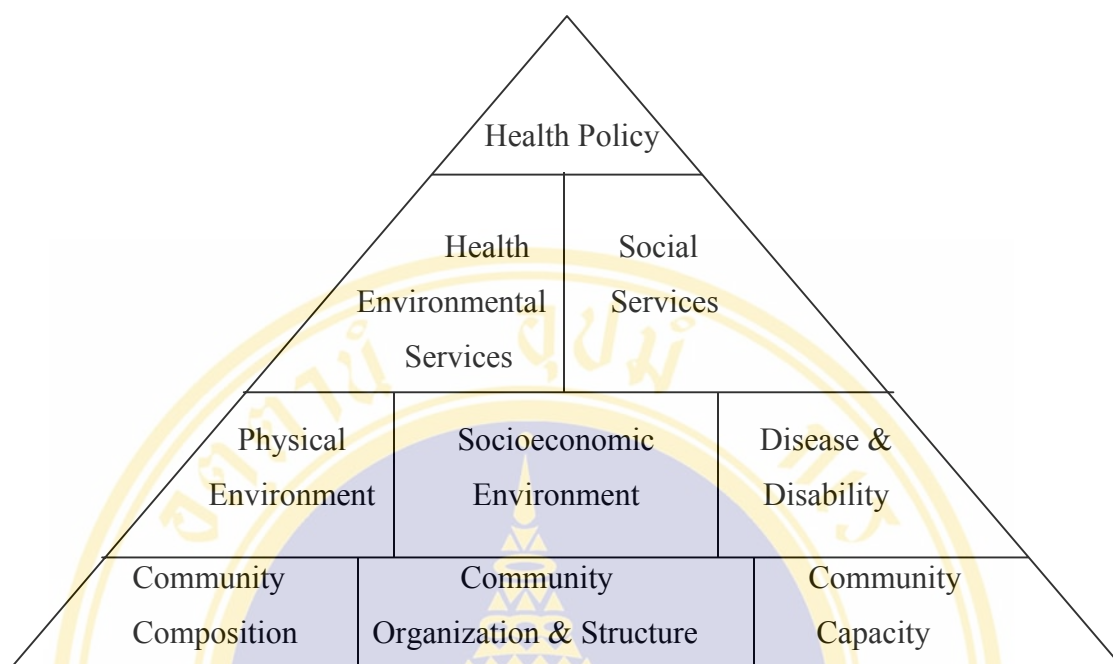 Health Policy
Health
Environmental
Services
Social
Services
Physical
Environment
Socioeconomic
Environment
Disease &
Disability
Community
Composition
Community
Organization & Structure
Community
Capacity